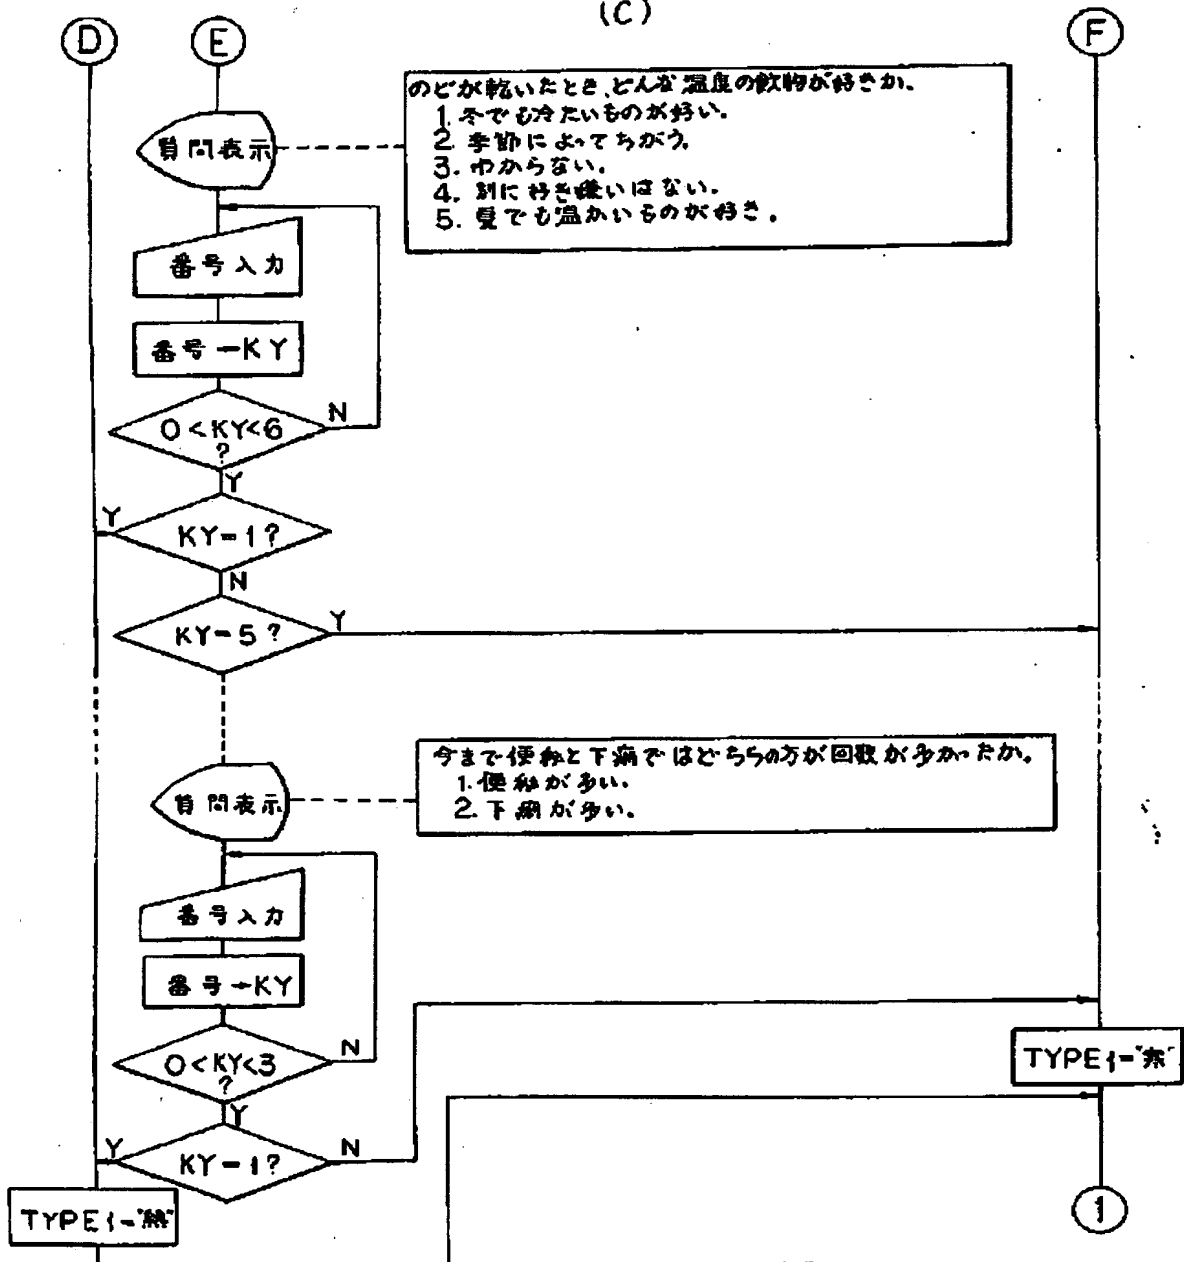 (C)
D
E
F
のどが乾いたとき、どんな温度の飲物が好きか。
1. 冬でも冷たいものが好い。
2. 季節によってちがう。
3. わからない。
4. 別に好き嫌いはない。
5. 夏でも温かいものが好き。
質問表示
番号入力
番号→KY
0<KY<6
?
N
Y
Y
KY=1?
N
KY=5?
Y
今まで便秘と下痢ではどちらの方が回数が多かったか。
1. 便秘が多い。
2. 下痢が多い。
質問表示
番号入力
番号→KY
0<KY<3
?
N
Y
Y
KY=1?
N
TYPE1="寒"
TYPE1="熱"
1